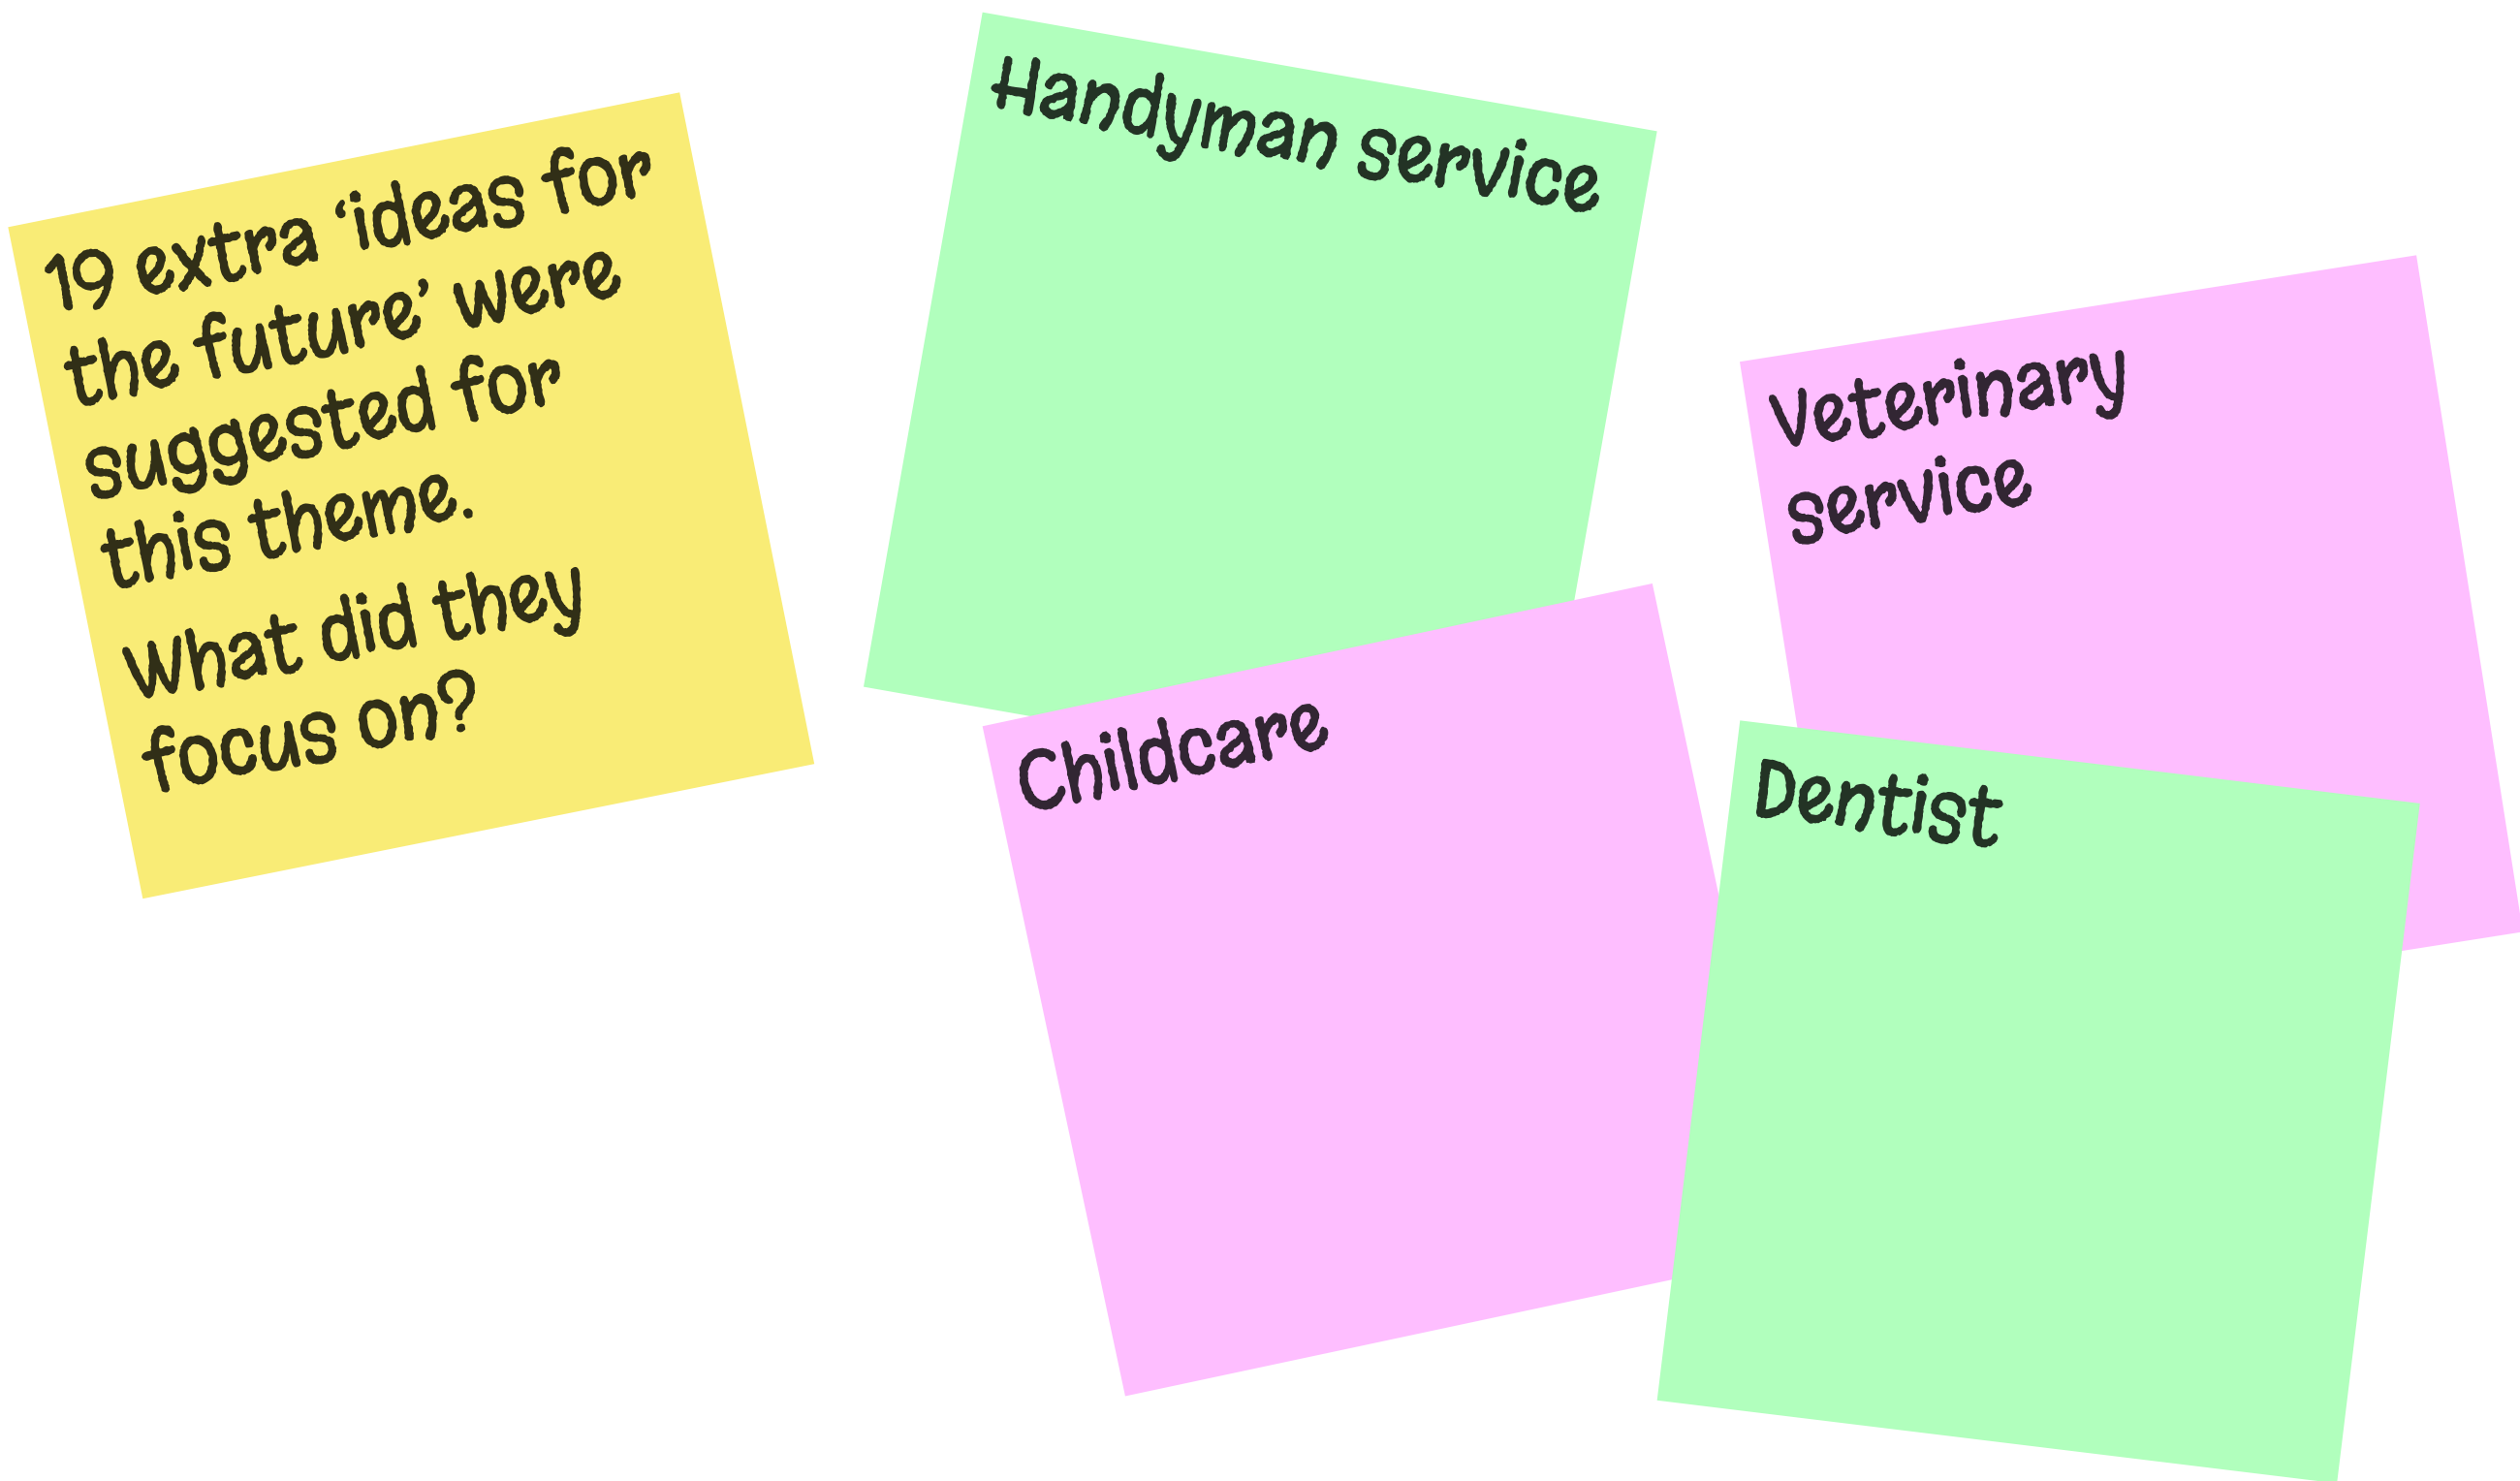 19 extra ‘ideas for
the future’ were
suggested for
this theme.
What did they
focus on?
Handyman service
Veterinary
service
Childcare
Dentist